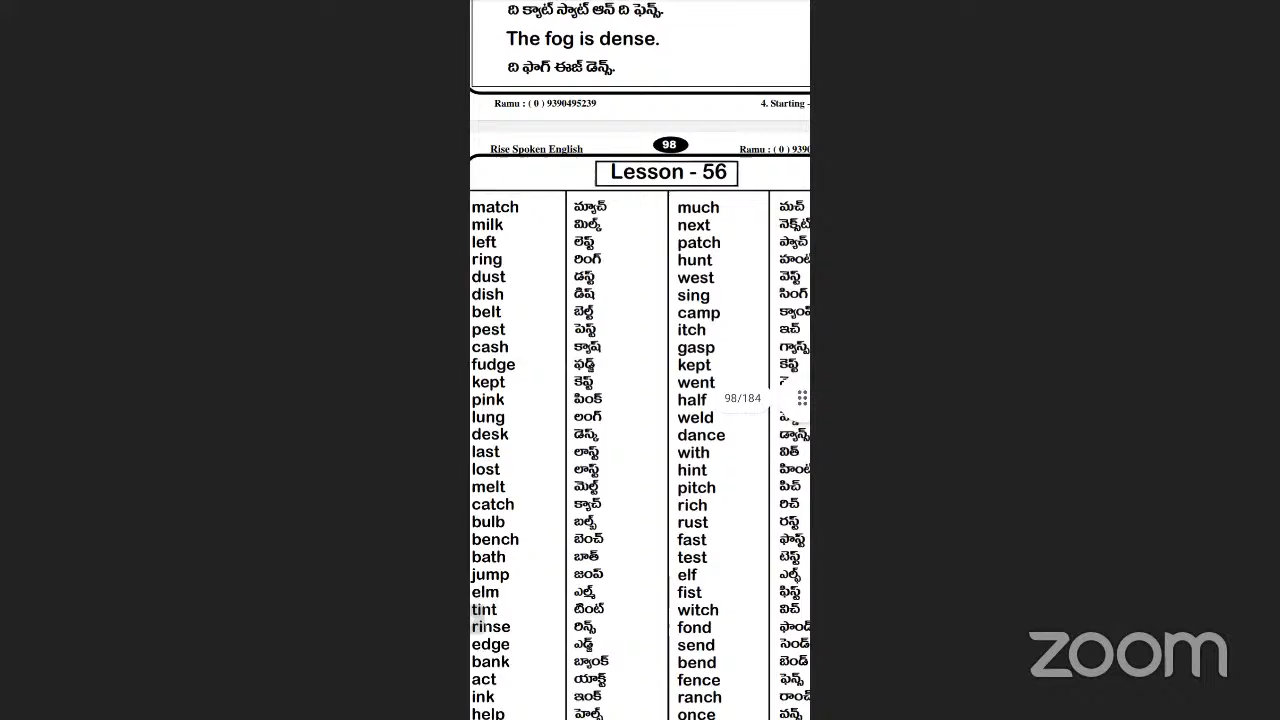 ది క్యాట్ స్యాట్ ఆన్ ది ఫెన్స్.
The fog is dense.
ది ఫాగ్ ఈజ్ డెన్స్.
Ramu : ( 0 ) 9390495239 4. Starting -
Rise Spoken English 98 Ramu : ( 0 ) 9390
Lesson - 56
match మ్యాచ్ much మచ్
milk మిల్క్ next నెక్స్ట్
left లెఫ్ట్ patch ప్యాచ్
ring రింగ్ hunt హంట్
dust డస్ట్ west వెస్ట్
dish డిష్ sing సింగ్
belt బెల్ట్ camp క్యాంప్
pest పెస్ట్ itch ఇచ్
cash క్యాష్ gasp గ్యాస్ప్
fudge ఫడ్జ్ kept కెప్ట్
kept కెప్ట్ went
pink పింక్ half 98/184
lung లంగ్ weld
desk డెస్క్ dance డ్యాన్స్
last లాస్ట్ with విత్
lost లాస్ట్ hint హింట్
melt మెల్ట్ pitch పిచ్
catch క్యాచ్ rich రిచ్
bulb బల్బ్ rust రస్ట్
bench బెంచ్ fast ఫాస్ట్
bath బాత్ test టెస్ట్
jump జంప్ elf ఎల్ఫ్
elm ఎల్మ్ fist ఫిస్ట్
tint టింట్ witch విచ్
rinse రిన్స్ fond ఫాండ్
edge ఎడ్జ్ send సెండ్
bank బ్యాంక్ bend బెండ్
act యాక్ట్ fence ఫెన్స్
ink ఇంక్ ranch రాంచ్
help హెల్ప్ once వన్స్
zoom